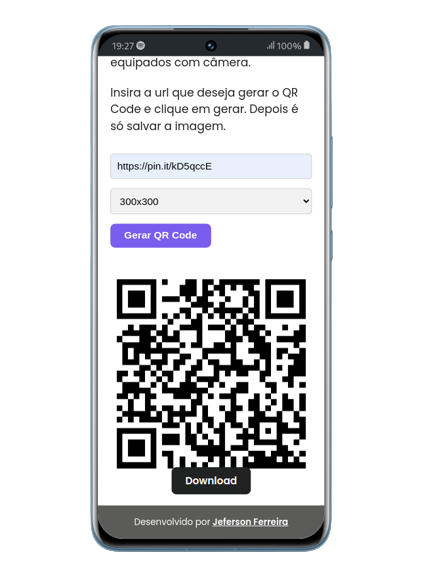 19:27 100%
equipados com câmera.
Insira a url que deseja gerar o QR
Code e clique em gerar. Depois é
só salvar a imagem.
https://pin.it/kD5qccE
300x300
Gerar QR Code
Download
Desenvolvido por Jeferson Ferreira